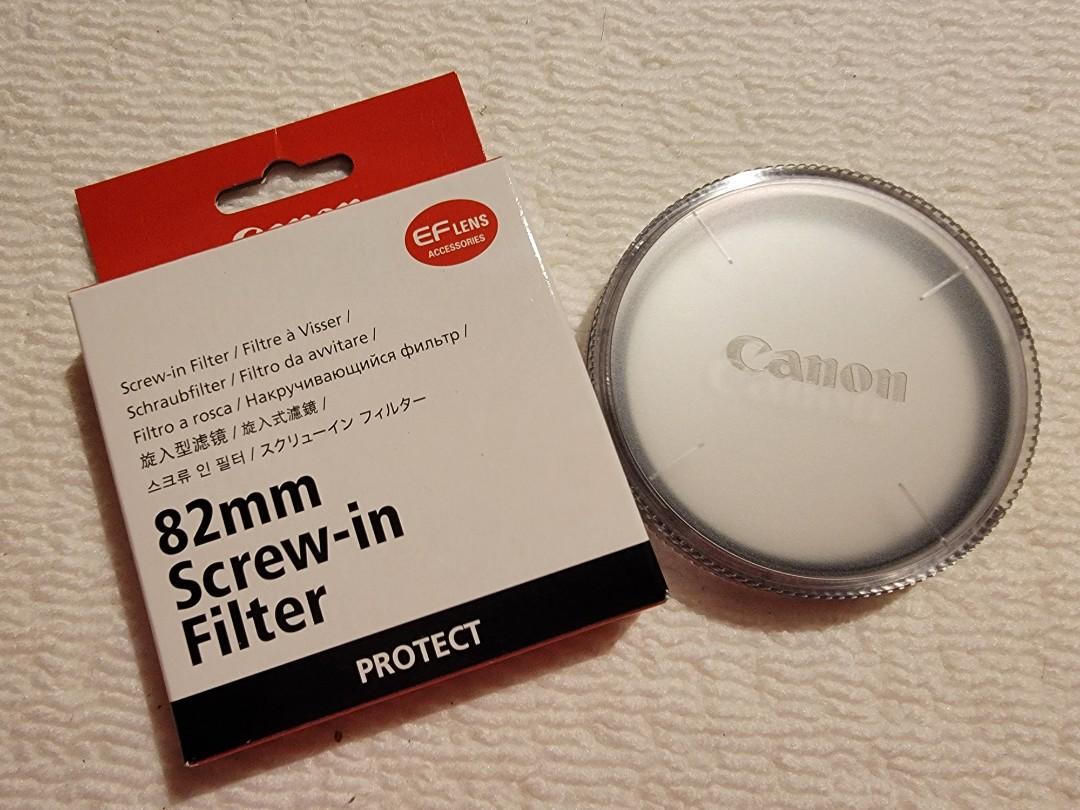 Canon
EF LENS
ACCESSORIES
Screw-in Filter / Filtre à Visser /
Schraubfilter / Filtro da avvitare /
Filtro a rosca / Накручивающийся фильтр /
旋入型滤镜 / 旋入式濾鏡 /
스크류 인 필터 / スクリューイン フィルター
82mm
Screw-in
Filter
PROTECT
Canon